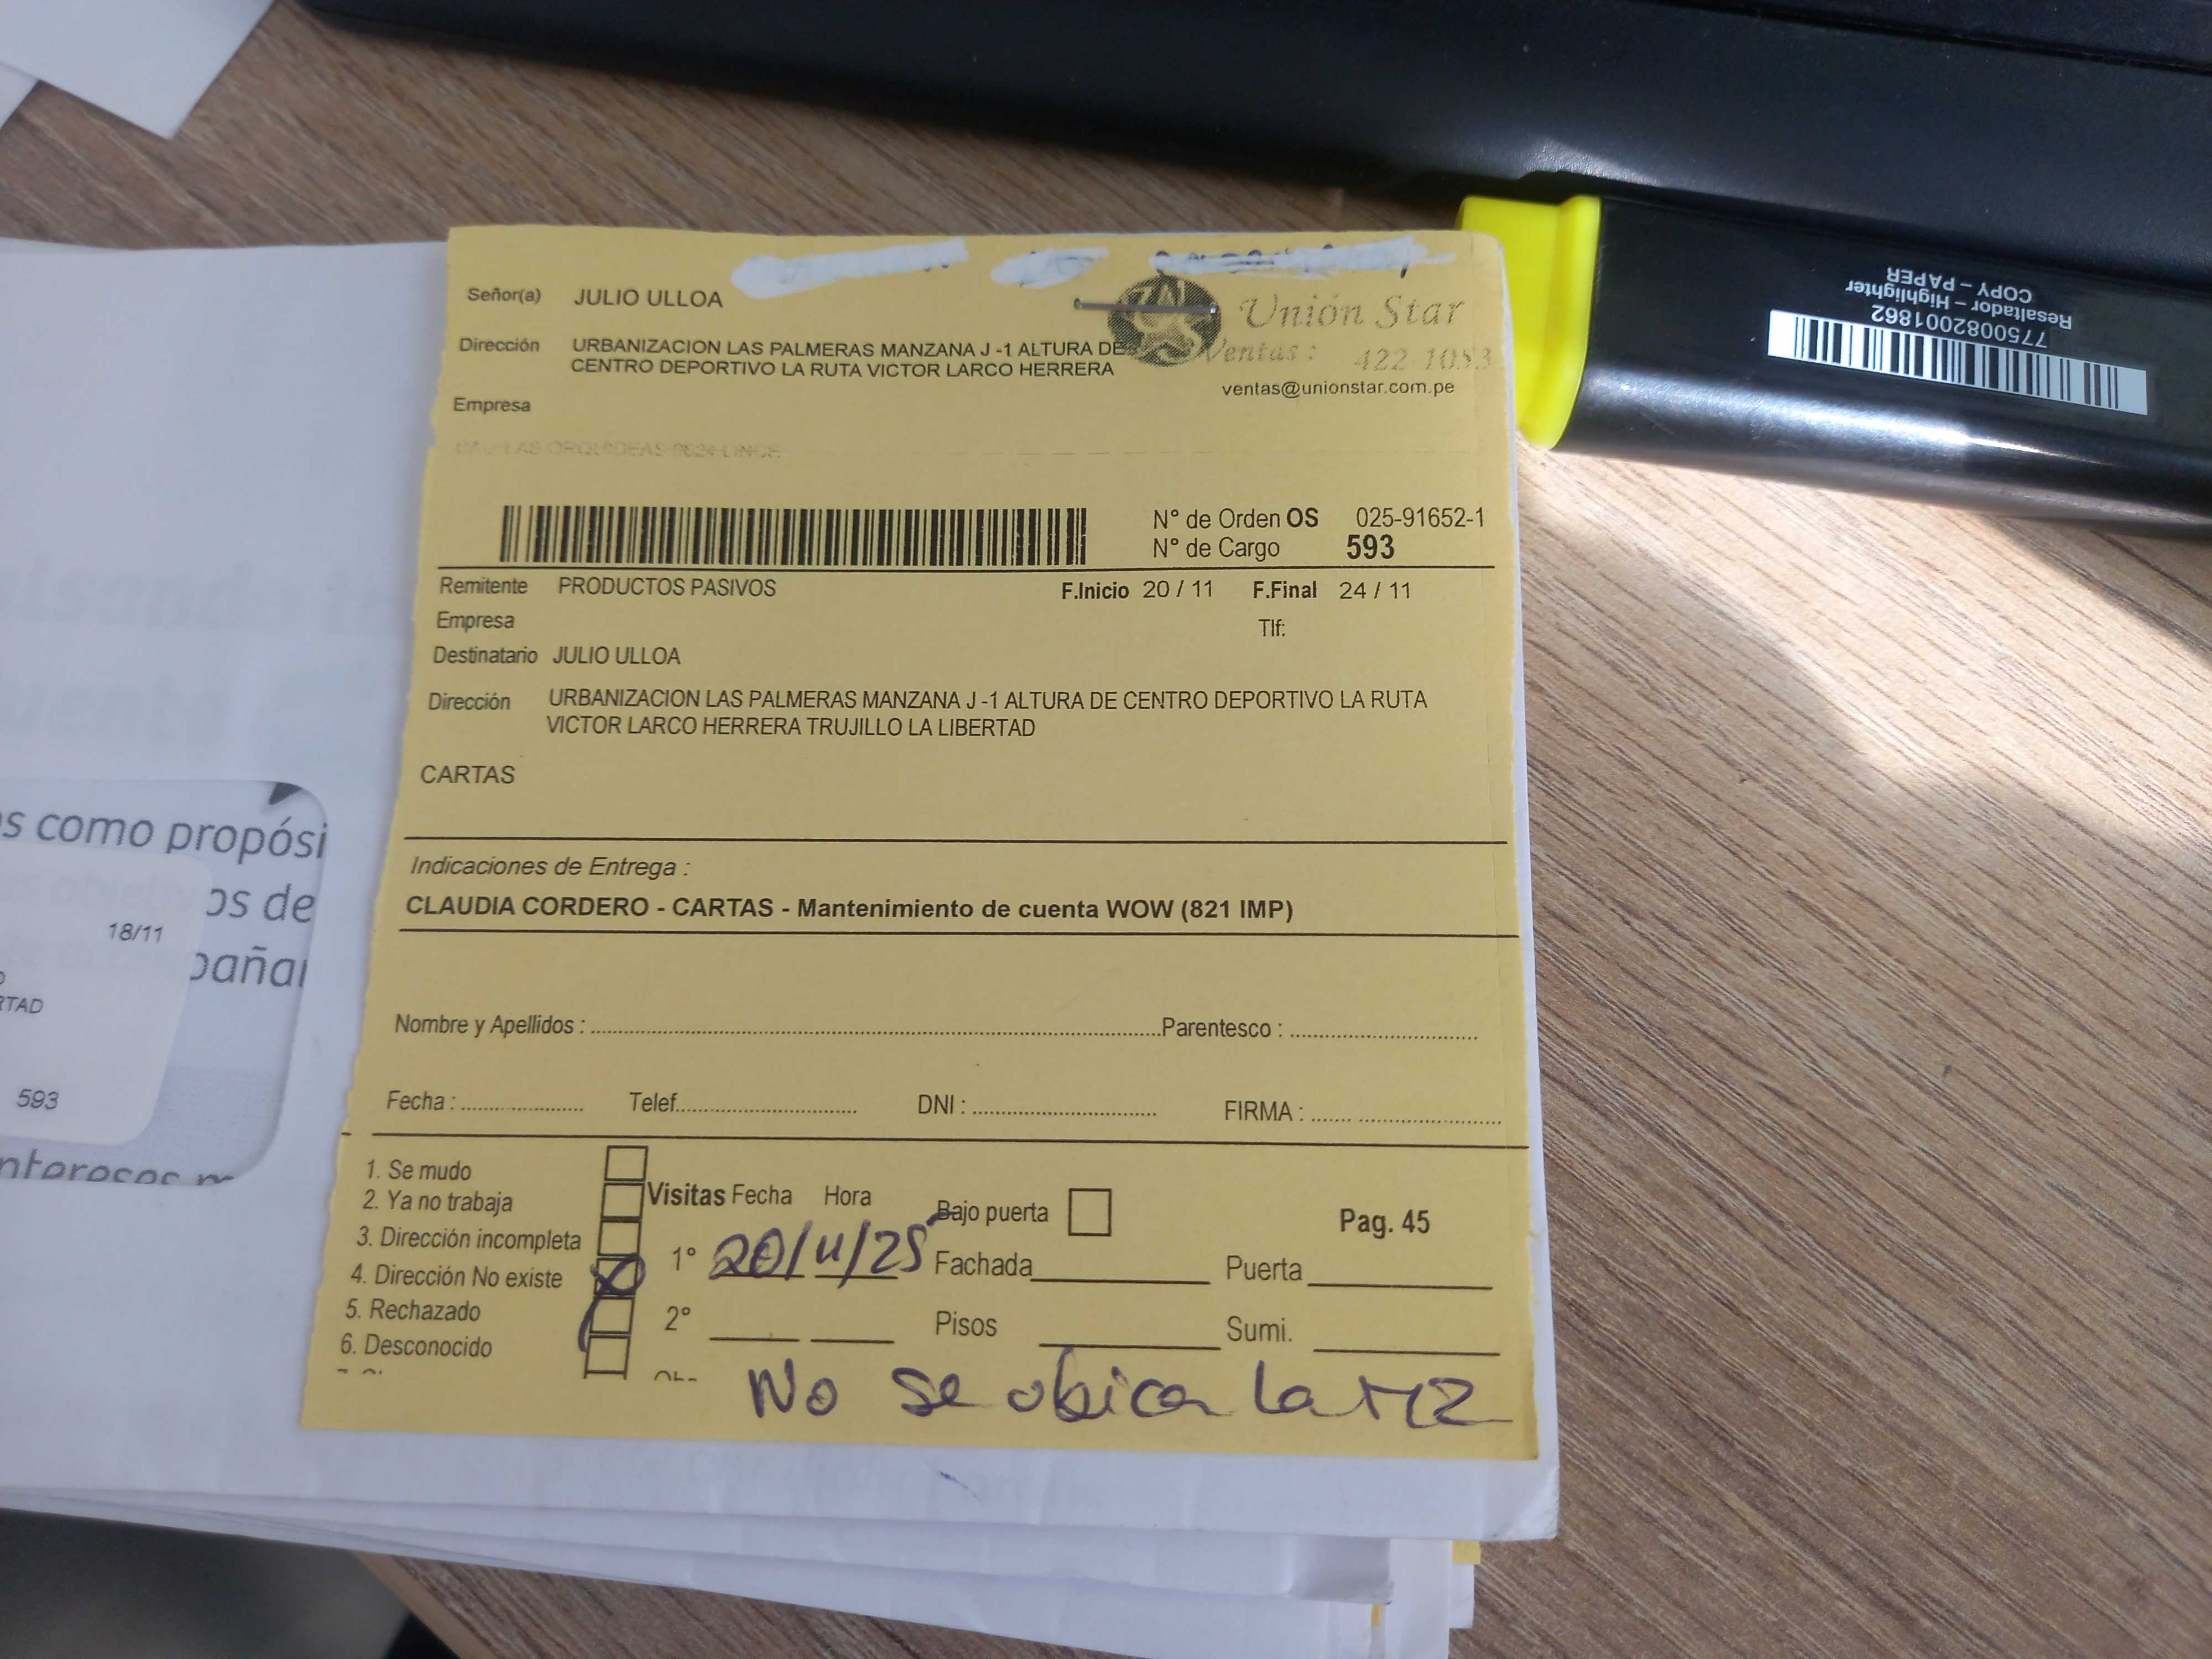 Señor(a) JULIO ULLOA
Unión Star
Dirección URBANIZACION LAS PALMERAS MANZANA J -1 ALTURA DE
CENTRO DEPORTIVO LA RUTA VICTOR LARCO HERRERA
Ventas : 422-1053
ventas@unionstar.com.pe
Empresa
N° de Orden OS 025-91652-1
N° de Cargo 593
Remitente PRODUCTOS PASIVOS F.Inicio 20 / 11 F.Final 24 / 11
Empresa
Tlf:
Destinatario JULIO ULLOA
Dirección URBANIZACION LAS PALMERAS MANZANA J -1 ALTURA DE CENTRO DEPORTIVO LA RUTA
VICTOR LARCO HERRERA TRUJILLO LA LIBERTAD
CARTAS
Indicaciones de Entrega :
CLAUDIA CORDERO - CARTAS - Mantenimiento de cuenta WOW (821 IMP)
Nombre y Apellidos : Parentesco :
Fecha : Telef. DNI : FIRMA :
1. Se mudo
2. Ya no trabaja
3. Dirección incompleta
4. Dirección No existe
5. Rechazado
6. Desconocido
Visitas Fecha Hora
1° 20/11/25
2°
Bajo puerta
Fachada Puerta
Pisos Sumi.
Pag. 45
No se ubica la MZ
s como propósi
os de
18/11
pañar
RTAD
593
7750082001862
Resaltador – Highlighter
COPY – PAPER